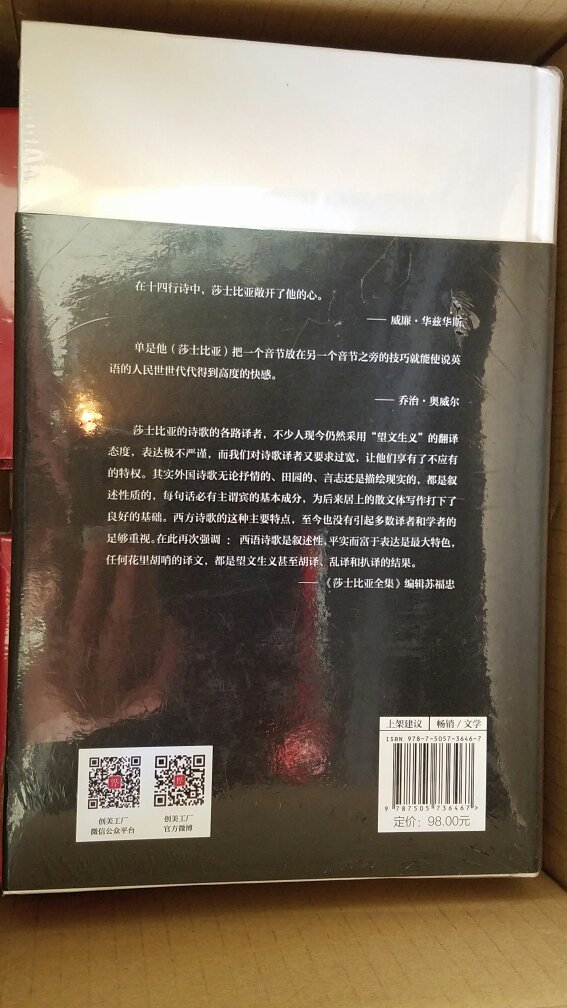 在十四行诗中，莎士比亚敞开了他的心。
—— 威廉·华兹华斯
单是他（莎士比亚）把一个音节放在另一个音节之旁的技巧就能使说英
语的人民世世代代得到高度的快感。
—— 乔治·奥威尔
莎士比亚的诗歌的各路译者，不少人现今仍然采用“望文生义”的翻译
态度，表达极不严谨，而我们对诗歌译者又要求过宽，让他们享有了不应有
的特权。其实外国诗歌无论抒情的、田园的、言志还是描绘现实的，都是叙
述性质的，每句话必有主谓宾的基本成分，为后来居上的散文体写作打下了
良好的基础。西方诗歌的这种主要特点，至今也没有引起多数译者和学者的
足够重视。在此再次强调：西语诗歌是叙述性，平实而富于表达是最大特色，
任何花里胡哨的译文，都是望文生义甚至胡译、乱译和扒译的结果。
——《莎士比亚全集》编辑苏福忠
上架建议 畅销/文学
ISBN 978-7-5057-3646-7
9 787505 736467>
定价：98.00元
创美工厂 创美工厂
微信公众平台 官方微博